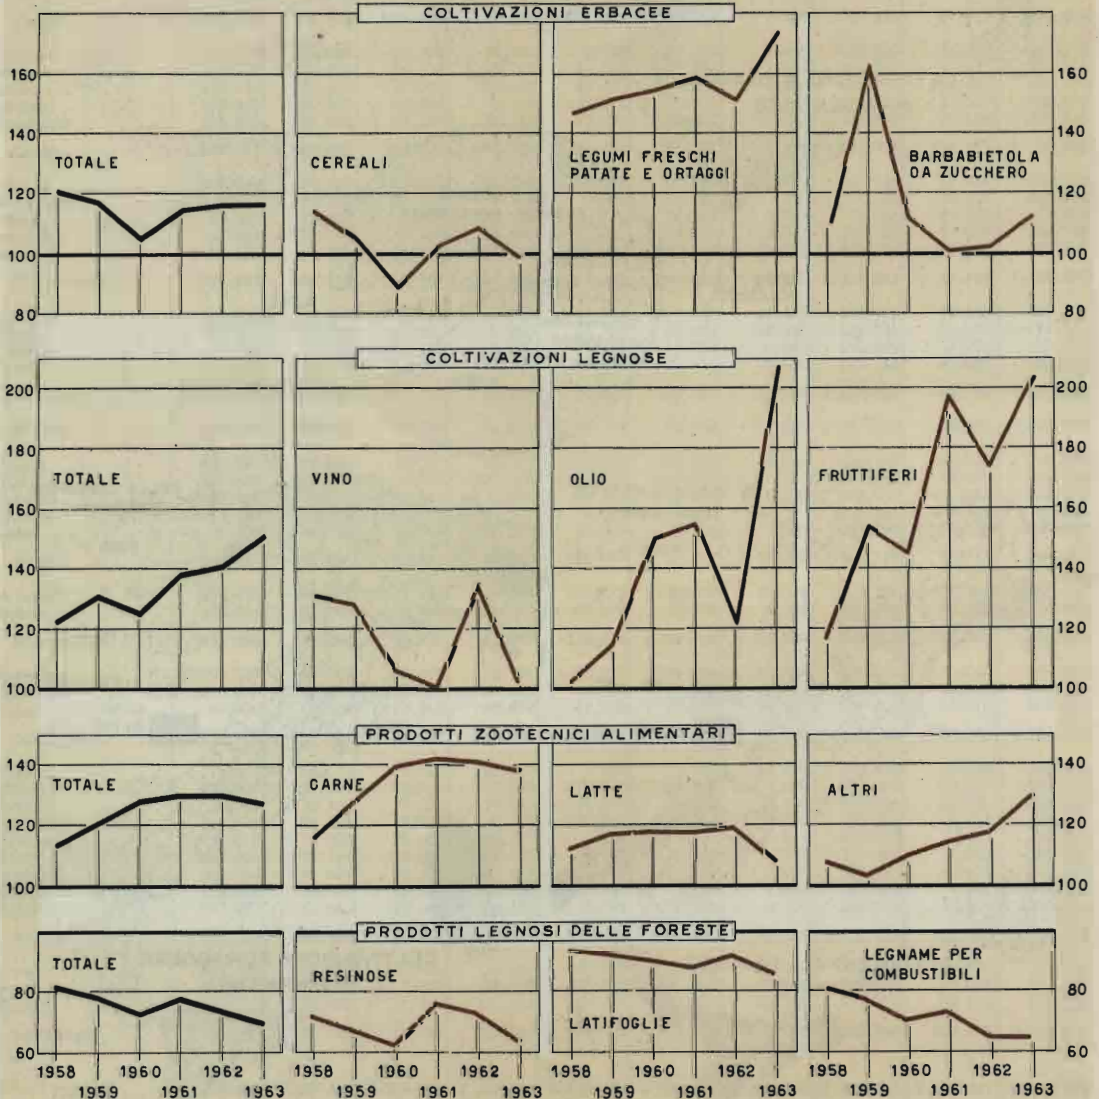 COLTIVAZIONI ERBACEE
160
140
120
100
80
TOTALE
CEREALI
LEGUMI FRESCHI
PATATE E ORTAGGI
BARBABIETOLA
DA ZUCCHERO
160
140
120
100
80
COLTIVAZIONI LEGNOSE
200
180
160
140
120
100
TOTALE
VINO
OLIO
FRUTTIFERI
200
180
160
140
120
100
PRODOTTI ZOOTECNICI ALIMENTARI
140
120
100
TOTALE
CARNE
LATTE
ALTRI
140
120
100
PRODOTTI LEGNOSI DELLE FORESTE
80
60
TOTALE
RESINOSE
LATIFOGLIE
LEGNAME PER
COMBUSTIBILI
80
60
1958 1960 1962 1958 1960 1962 1958 1960 1962 1958 1960 1962
1959 1961 1963 1959 1961 1963 1959 1961 1963 1959 1961 1963